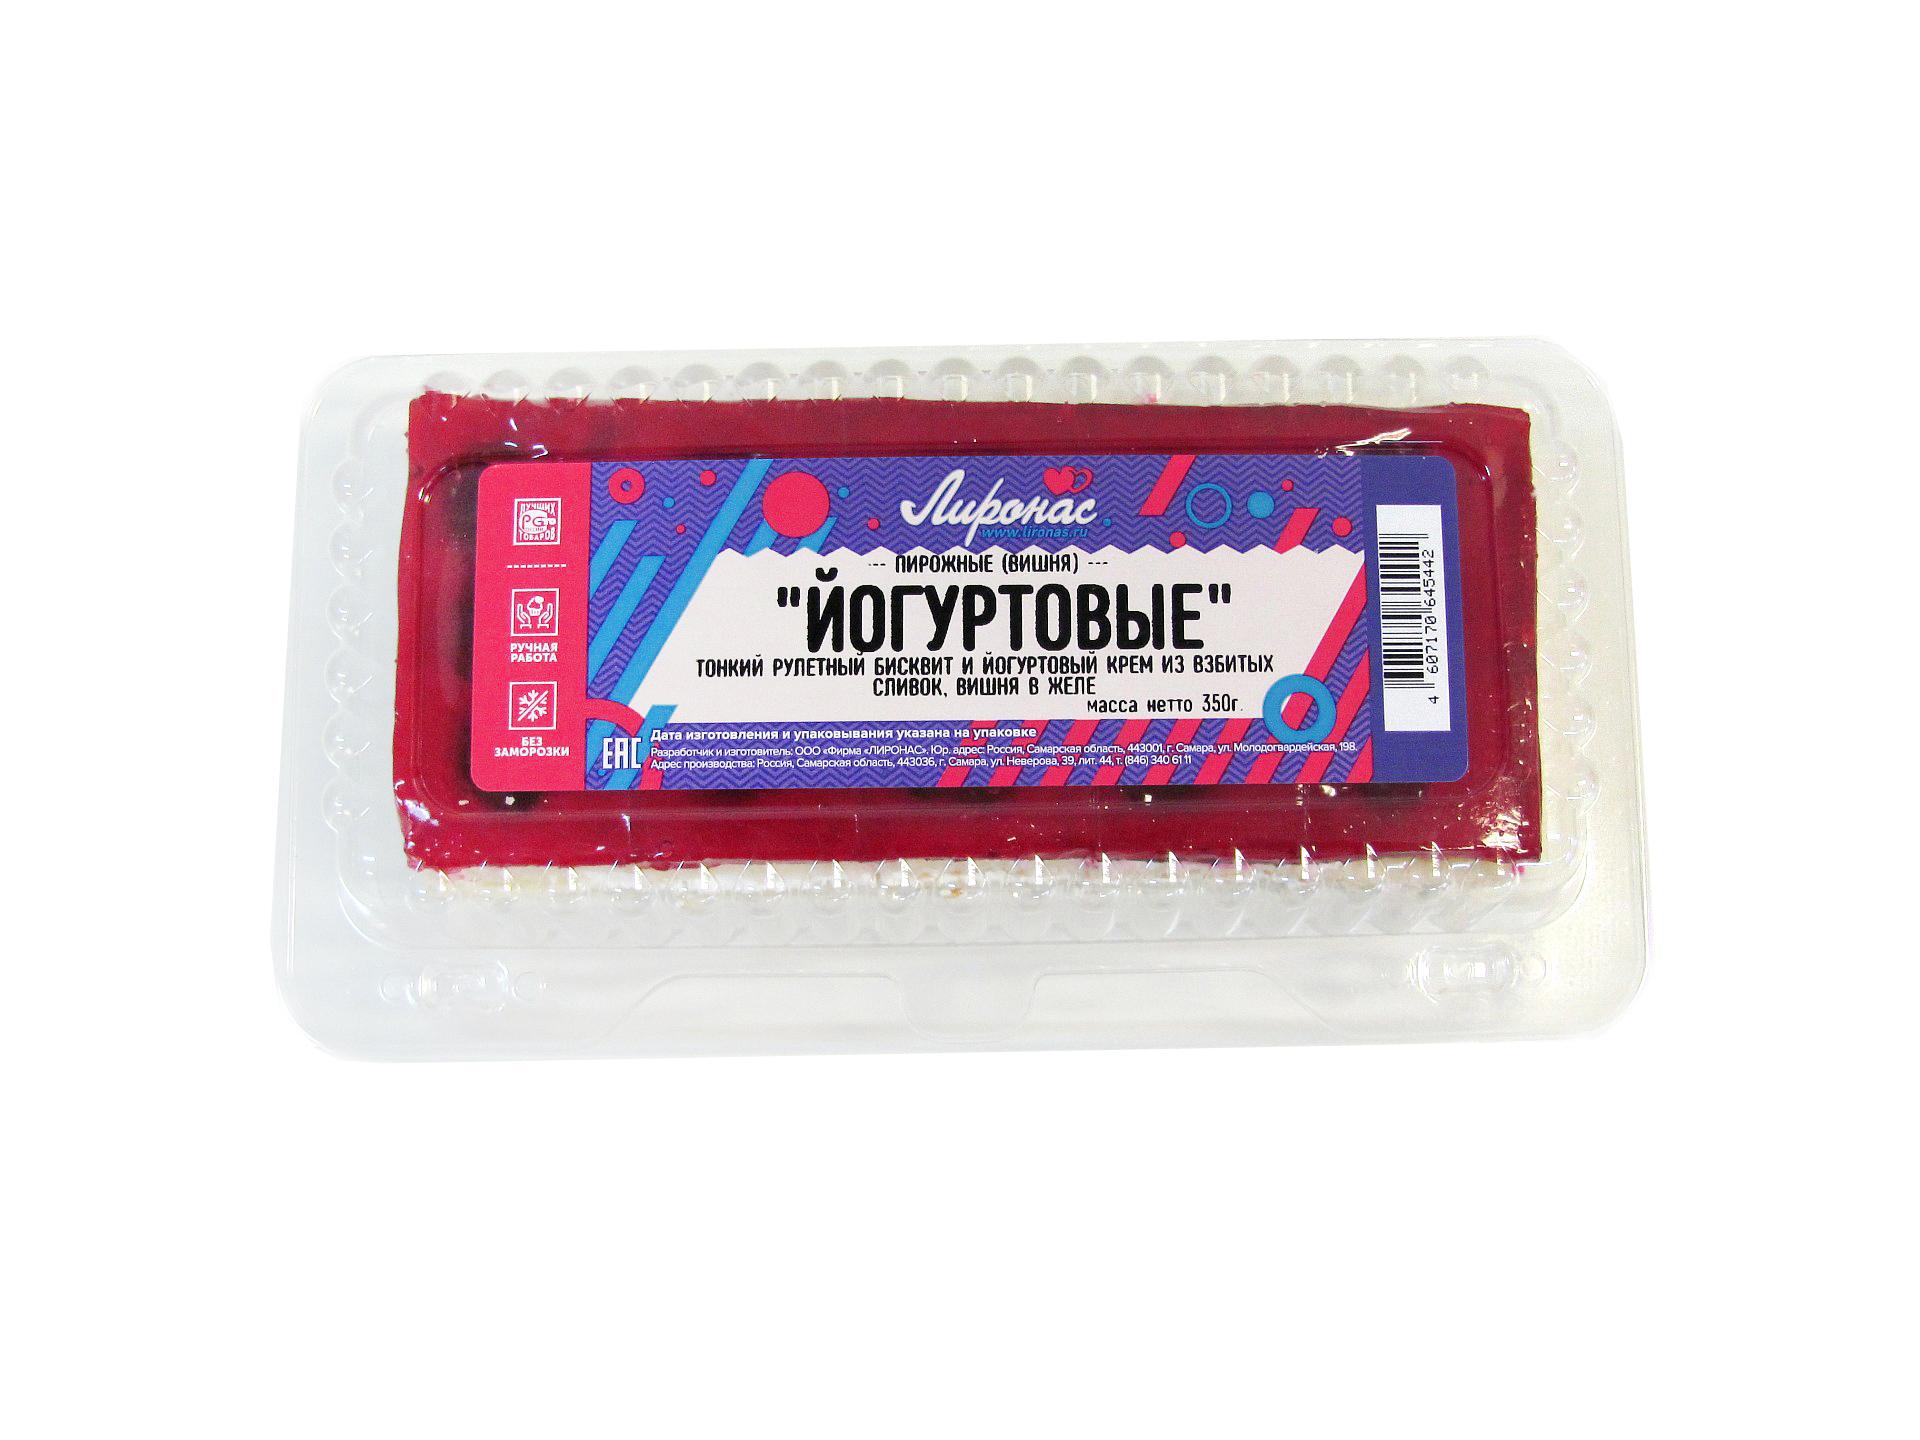 Лиронас
www.lironas.ru
--- ПИРОЖНЫЕ (ВИШНЯ) ---
"ЙОГУРТОВЫЕ"
ТОНКИЙ РУЛЕТНЫЙ БИСКВИТ И ЙОГУРТОВЫЙ КРЕМ ИЗ ВЗБИТЫХ
СЛИВОК, ВИШНЯ В ЖЕЛЕ
масса нетто 350г.
ЛУЧШИХ
ТОВАРОВ
РУЧНАЯ
РАБОТА
БЕЗ
ЗАМОРОЗКИ
ЕАС
Дата изготовления и упаковывания указана на упаковке
Разработчик и изготовитель: ООО «Фирма «ЛИРОНАС». Юр. адрес: Россия, Самарская область, 443001, г. Самара, ул. Молодогвардейская, 198.
Адрес производства: Россия, Самарская область, 443036, г. Самара, ул. Неверова, 39, лит. 44, т. (846) 340 61 11
4 607170 645442